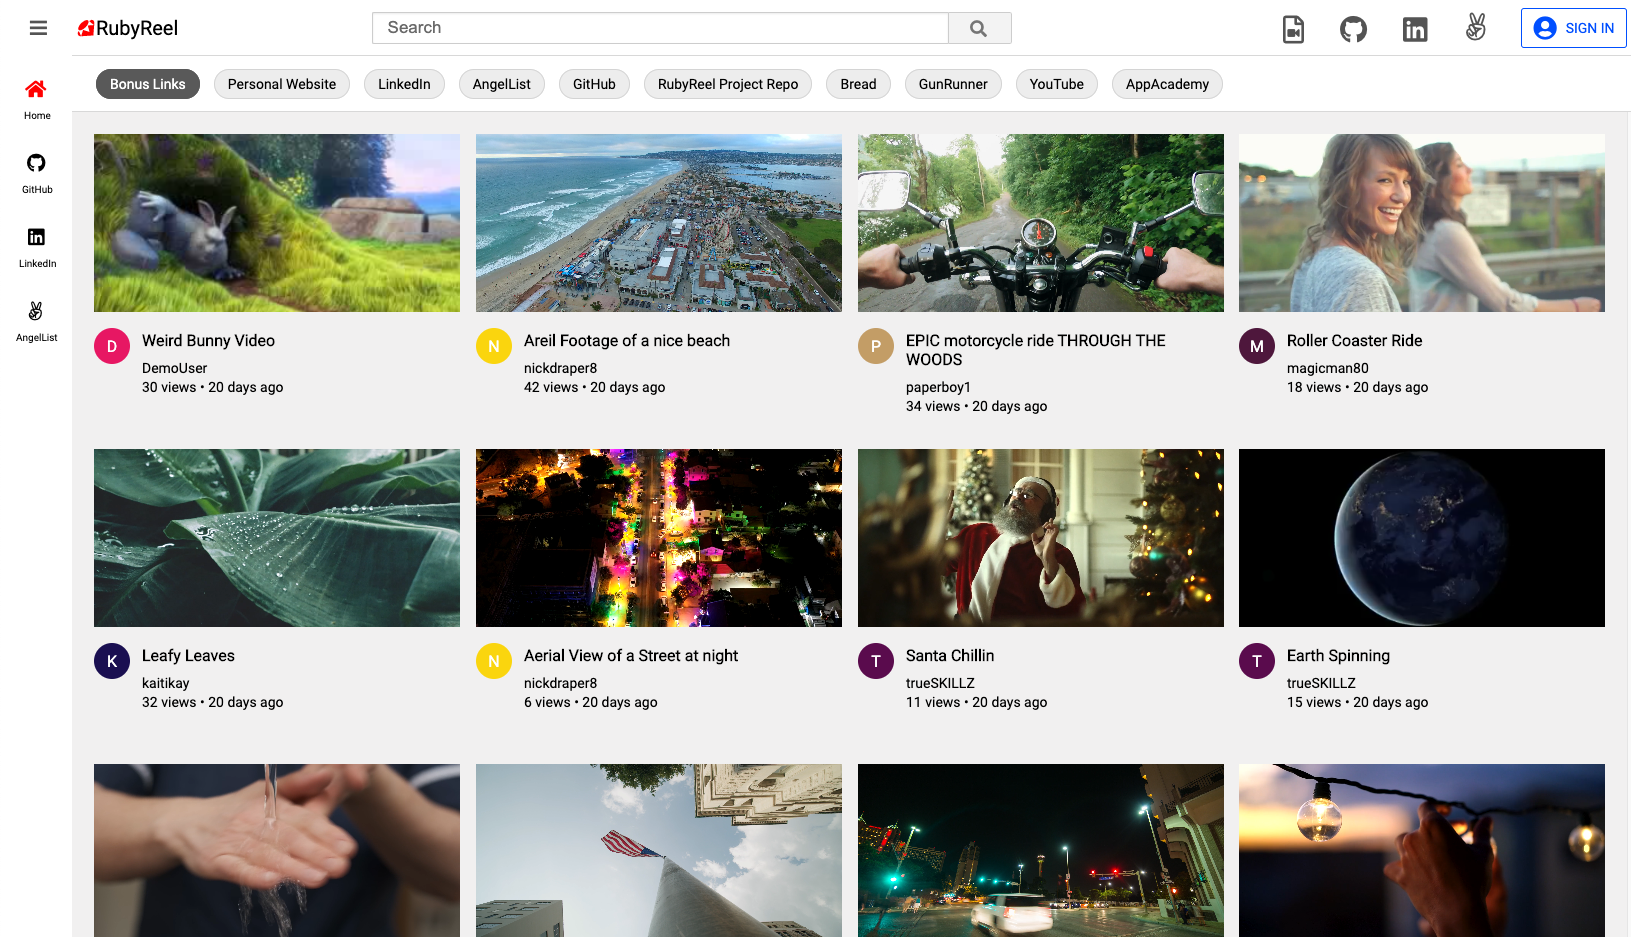 RubyReel
Search
SIGN IN
Bonus Links
Personal Website
LinkedIn
AngelList
GitHub
RubyReel Project Repo
Bread
GunRunner
YouTube
AppAcademy
Home
GitHub
LinkedIn
AngelList
D
Weird Bunny Video
DemoUser
30 views • 20 days ago
N
Areil Footage of a nice beach
nickdraper8
42 views • 20 days ago
P
EPIC motorcycle ride THROUGH THE
WOODS
paperboy1
34 views • 20 days ago
M
Roller Coaster Ride
magicman80
18 views • 20 days ago
K
Leafy Leaves
kaitikay
32 views • 20 days ago
N
Aerial View of a Street at night
nickdraper8
6 views • 20 days ago
T
Santa Chillin
trueSKILLZ
11 views • 20 days ago
T
Earth Spinning
trueSKILLZ
15 views • 20 days ago